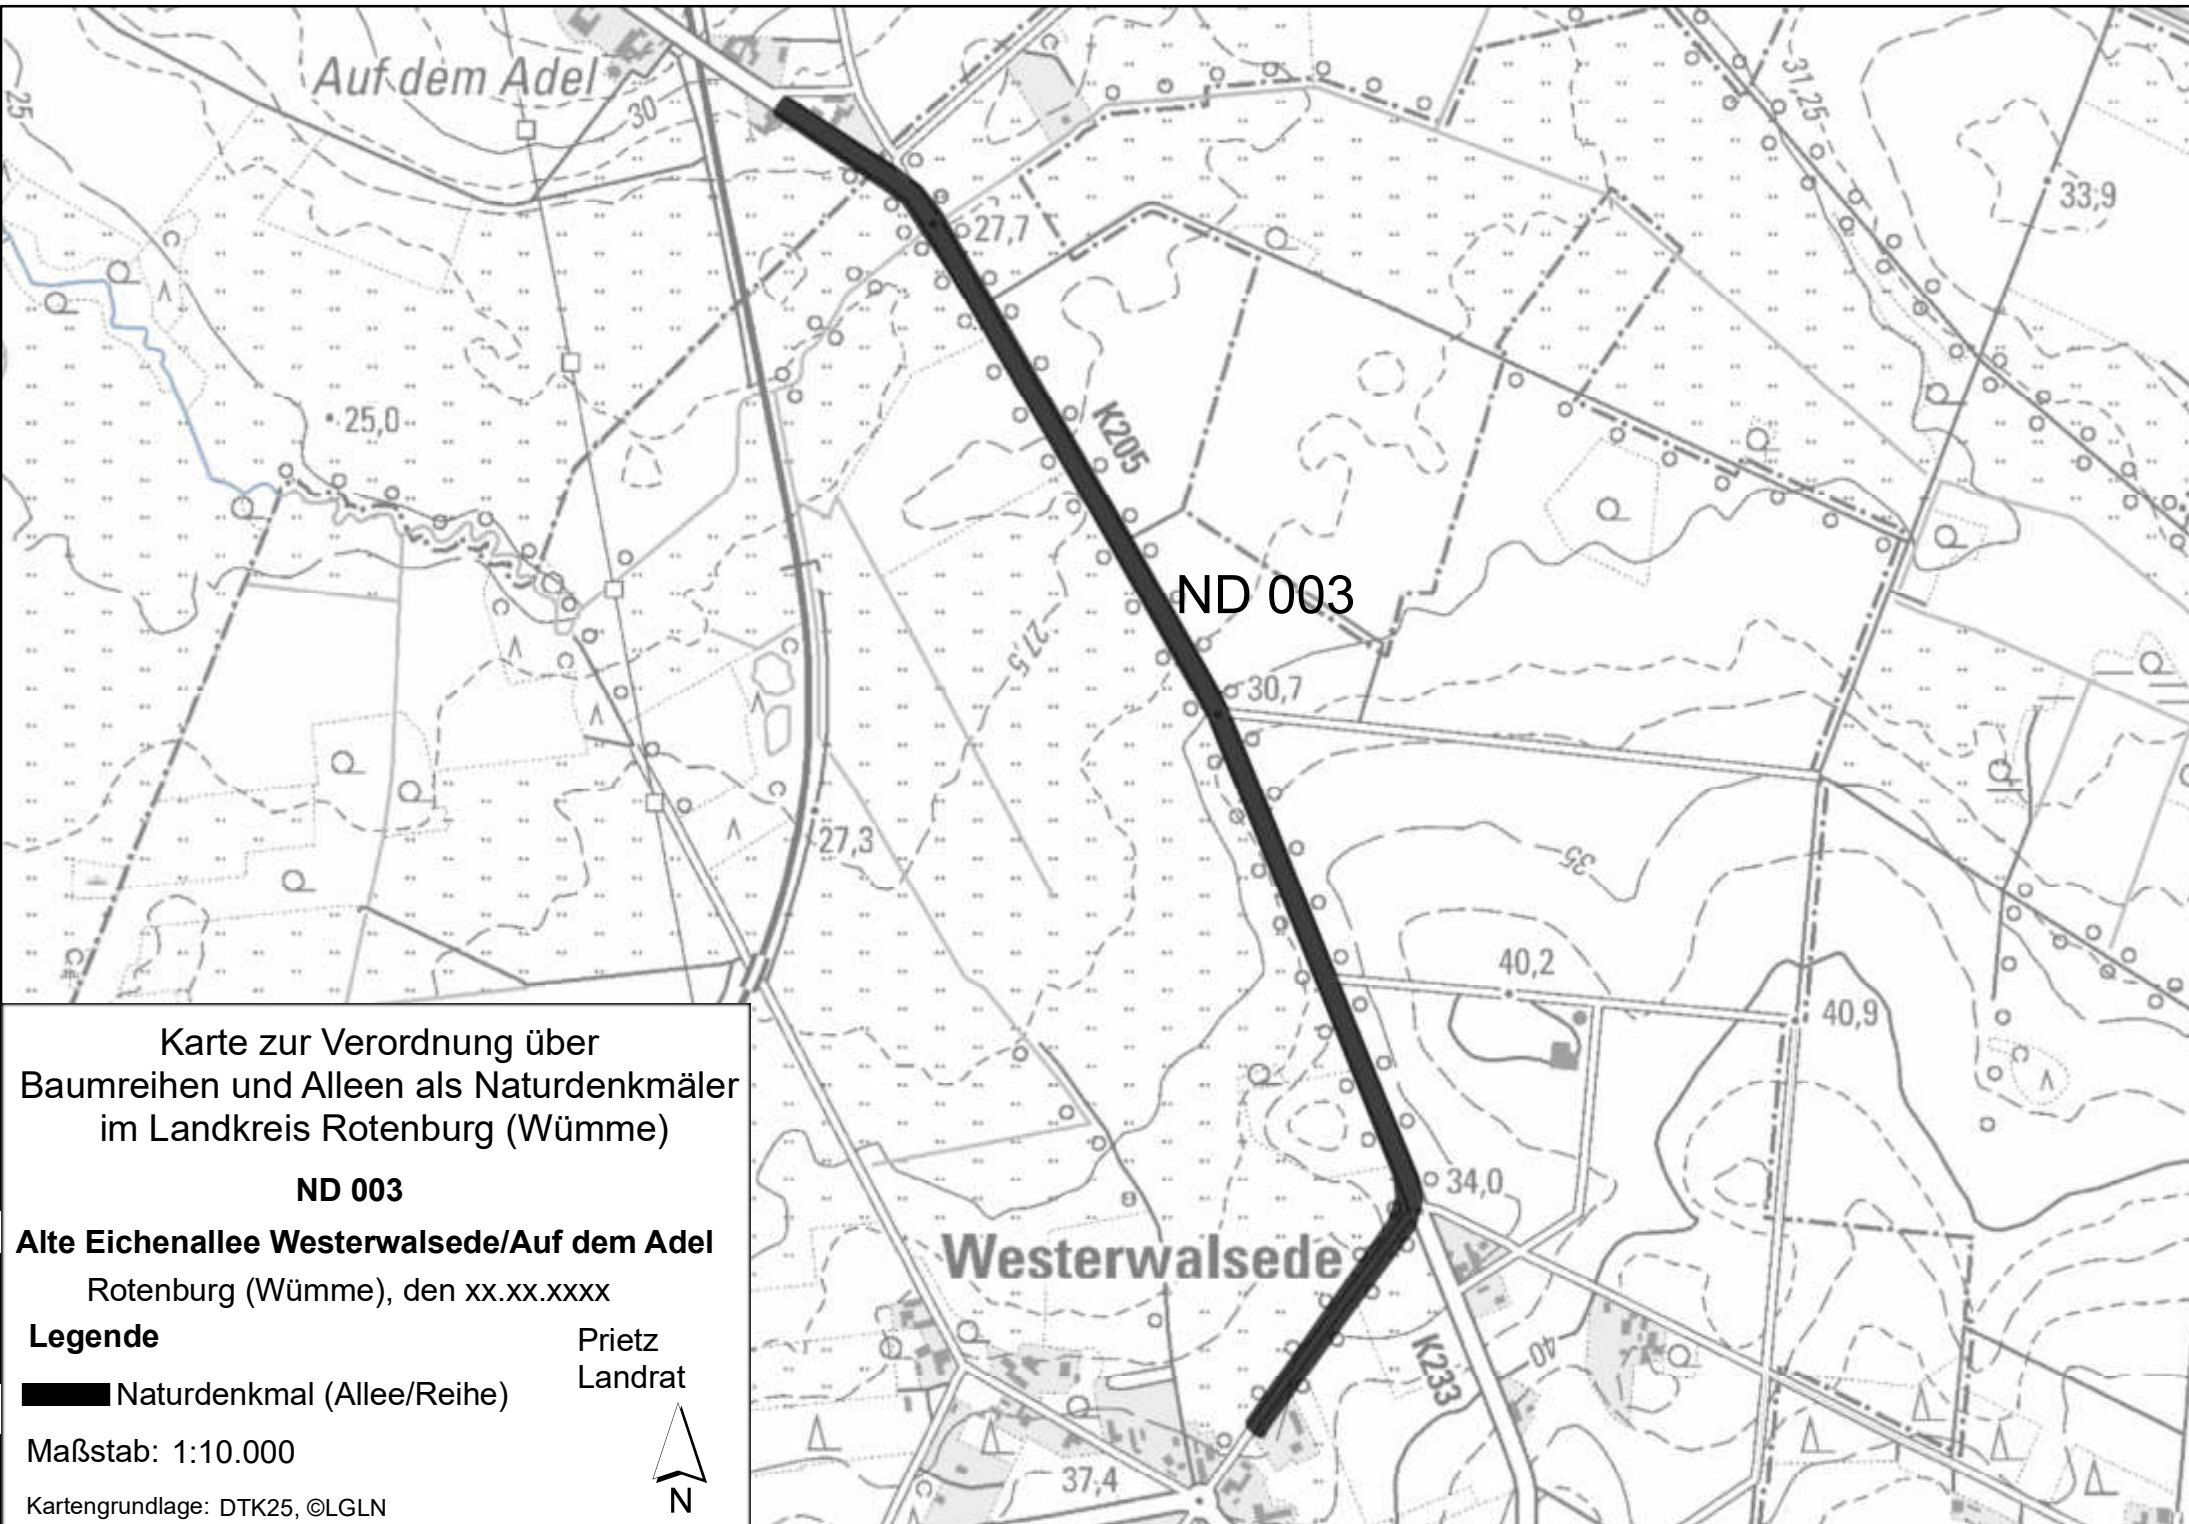 Auf dem Adel
25
30
31,25
33,9
27,7
25,0
K205
ND 003
27,5
30,7
27,3
35
40,2
40,9
34,0
Westerwalsede
K233
40
37,4
Karte zur Verordnung über
Baumreihen und Alleen als Naturdenkmäler
im Landkreis Rotenburg (Wümme)
ND 003
Alte Eichenallee Westerwalsede/Auf dem Adel
Rotenburg (Wümme), den xx.xx.xxxx
Legende
Prietz
Landrat
Naturdenkmal (Allee/Reihe)
Maßstab: 1:10.000
N
Kartengrundlage: DTK25, ©LGLN